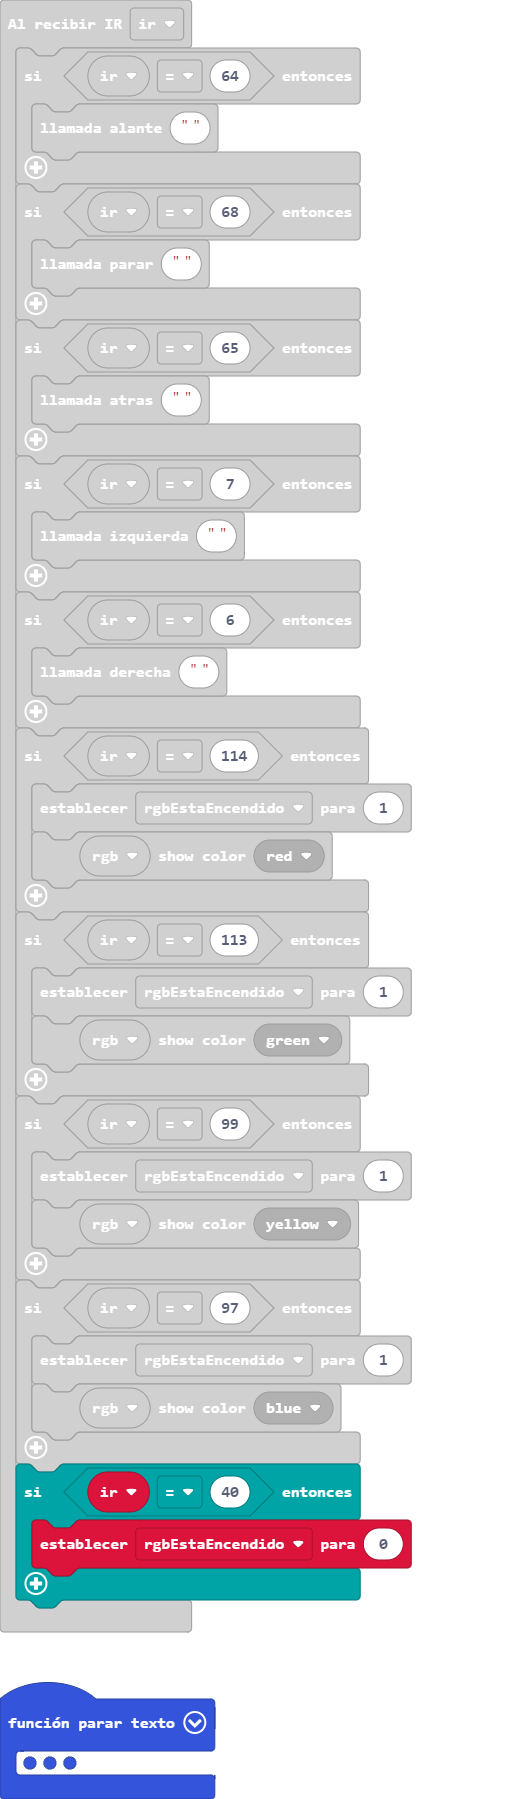 Al recibir IR ir
si ir = 64 entonces
llamada alante " "
si ir = 68 entonces
llamada parar " "
si ir = 65 entonces
llamada atras " "
si ir = 7 entonces
llamada izquierda " "
si ir = 6 entonces
llamada derecha " "
si ir = 114 entonces
establecer rgbEstaEncendido para 1
rgb show color red
si ir = 113 entonces
establecer rgbEstaEncendido para 1
rgb show color green
si ir = 99 entonces
establecer rgbEstaEncendido para 1
rgb show color yellow
si ir = 97 entonces
establecer rgbEstaEncendido para 1
rgb show color blue
si ir = 40 entonces
establecer rgbEstaEncendido para 0
función parar texto